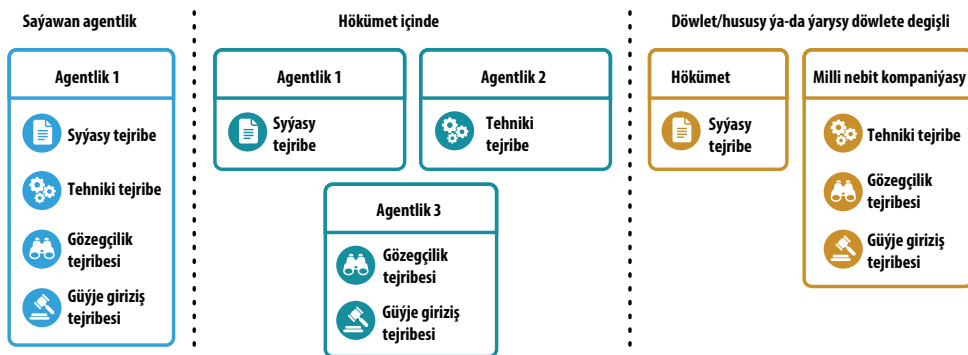 Saýawan agentlik
Agentlik 1
Syýasy tejribe
Tehniki tejribe
Gözegçilik
tejribesi
Güýje giriziş
tejribesi
Hökümet içinde
Agentlik 1
Syýasy
tejribe
Agentlik 2
Tehniki
tejribe
Agentlik 3
Gözegçilik
tejribesi
Güýje giriziş
tejribesi
Döwlet/hususy ýa-da ýarysy döwlete degişli
Hökümet
Syýasy
tejribe
Milli nebit kompaniýasy
Tehniki tejribe
Gözegçilik
tejribesi
Güýje giriziş
tejribesi